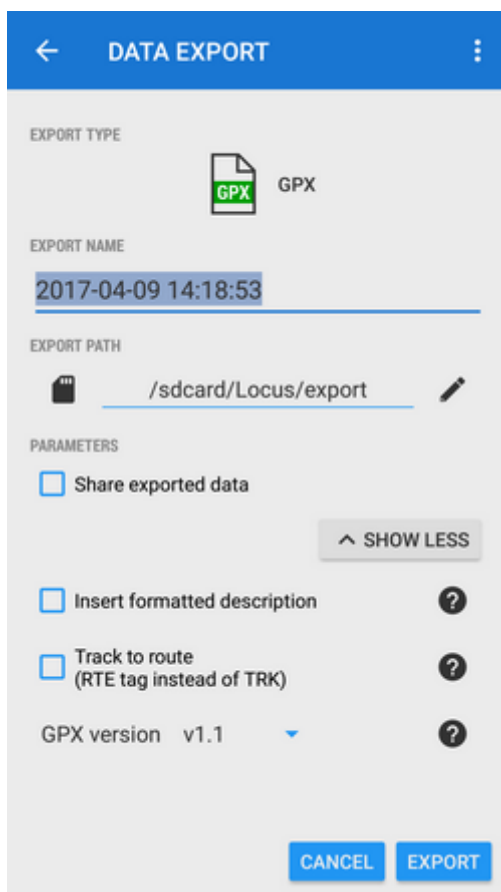 DATA EXPORT
EXPORT TYPE
GPX GPX
EXPORT NAME
2017-04-09 14:18:53
EXPORT PATH
/sdcard/Locus/export
PARAMETERS
Share exported data
SHOW LESS
Insert formatted description ?
Track to route
(RTE tag instead of TRK) ?
GPX version v1.1 ?
CANCEL EXPORT